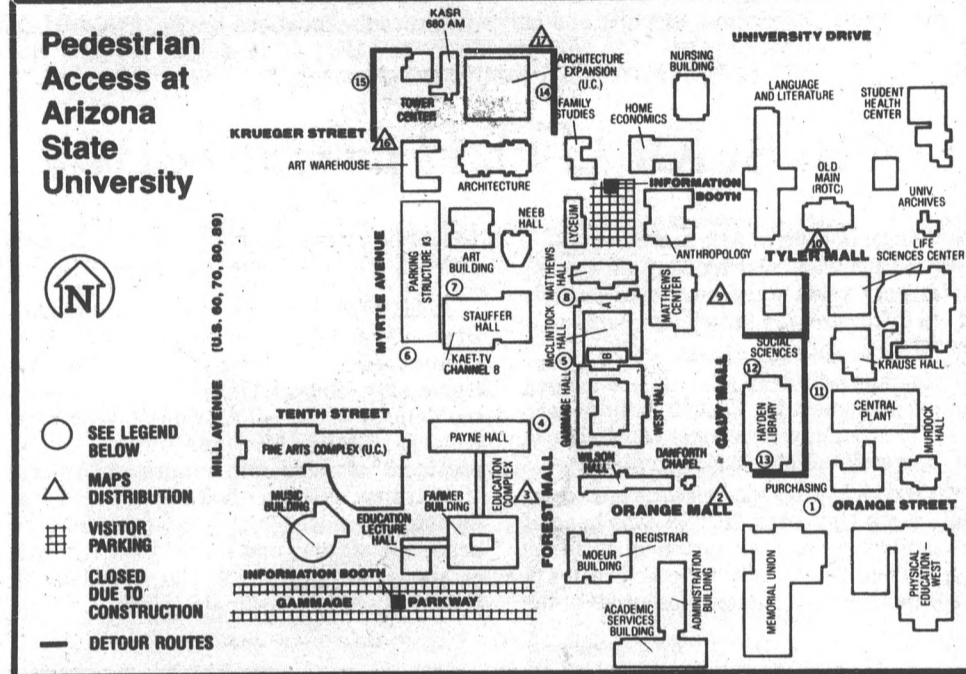 Pedestrian
Access at
Arizona
State
University
N
SEE LEGEND
BELOW
MAPS
DISTRIBUTION
VISITOR
PARKING
CLOSED
DUE TO
CONSTRUCTION
DETOUR ROUTES
KASR
680 AM
17
UNIVERSITY DRIVE
15
TOWER
CENTER
ARCHITECTURE
EXPANSION
(U.C.)
14
NURSING
BUILDING
LANGUAGE
AND LITERATURE
STUDENT
HEALTH
CENTER
KRUEGER STREET
16
FAMILY
STUDIES
HOME
ECONOMICS
ART WAREHOUSE
ARCHITECTURE
INFORMATION
BOOTH
OLD
MAIN
(ROTC)
UNIV.
ARCHIVES
LYCEUM
ANTHROPOLOGY
10
TYLER MALL
LIFE
SCIENCES CENTER
(U.S. 60, 70, 80, 89)
MILL AVENUE
MYRTLE AVENUE
PARKING
STRUCTURE #3
NEEB
HALL
ART
BUILDING
7
STAUFFER
HALL
6
KAET-TV
CHANNEL 8
MATTHEWS
HALL
8
A
McCLINTOCK
HALL
5
B
MATTHEWS
CENTER
9
SOCIAL
SCIENCES
KRAUSE HALL
12
11
HAYDEN
LIBRARY
13
CENTRAL
PLANT
MURDOCK
HALL
PURCHASING
1
ORANGE STREET
CADY MALL
TENTH STREET
FINE ARTS COMPLEX (U.C.)
PAYNE HALL
4
GAMMAGE HALL
WEST HALL
WILSON
HALL
DANFORTH
CHAPEL
2
ORANGE MALL
MUSIC
BUILDING
EDUCATION
LECTURE
HALL
FARMER
BUILDING
EDUCATION
COMPLEX
3
FOREST MALL
MOEUR
BUILDING
REGISTRAR
ADMINISTRATION
BUILDING
ACADEMIC
SERVICES
BUILDING
MEMORIAL UNION
PHYSICAL
EDUCATION —
WEST
INFORMATION BOOTH
GAMMAGE PARKWAY